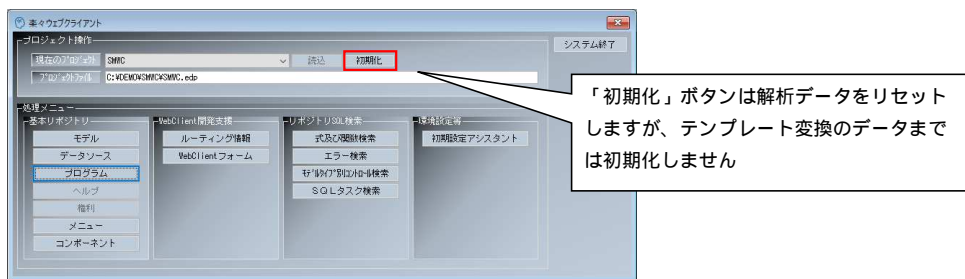 楽々ウェブクライアント
プロジェクト操作
現在のプロジェクト SMWC 読込 初期化 システム終了
プロジェクトファイル C:¥DEMO¥SMWC¥SMWC.edp
「初期化」ボタンは解析データをリセット
しますが、テンプレート変換のデータまで
は初期化しません
処理メニュー
基本リポジトリ
モデル
データソース
プログラム
ヘルプ
権利
メニュー
コンポーネント
WebClient開発支援
ルーティング情報
WebClientフォーム
リポジトリSQL検索
式及び関数検索
エラー検索
モデルタイプ別コントロール検索
SQLタスク検索
環境設定等
初期設定アシスタント